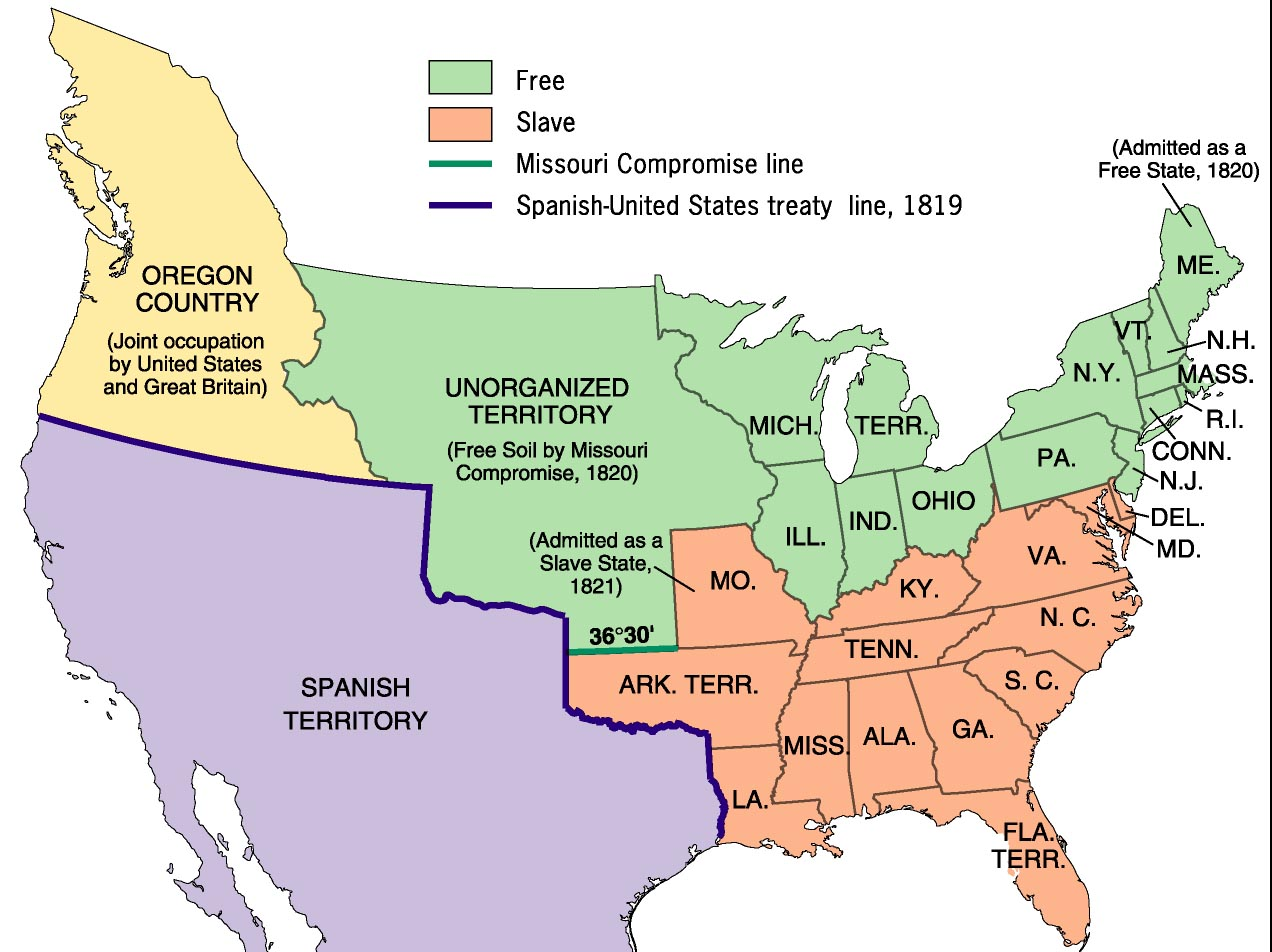 Free
Slave
Missouri Compromise line
Spanish-United States treaty line, 1819
(Admitted as a
Free State, 1820)
ME.
OREGON
COUNTRY
(Joint occupation
by United States
and Great Britain)
UNORGANIZED
TERRITORY
(Free Soil by Missouri
Compromise, 1820)
VT.
N.H.
N.Y.
MASS.
R.I.
CONN.
MICH.
TERR.
PA.
N.J.
OHIO
IND.
ILL.
DEL.
MD.
(Admitted as a
Slave State,
1821)
MO.
KY.
VA.
36°30'
N. C.
TENN.
ARK. TERR.
S. C.
SPANISH
TERRITORY
MISS.
ALA.
GA.
LA.
FLA.
TERR.